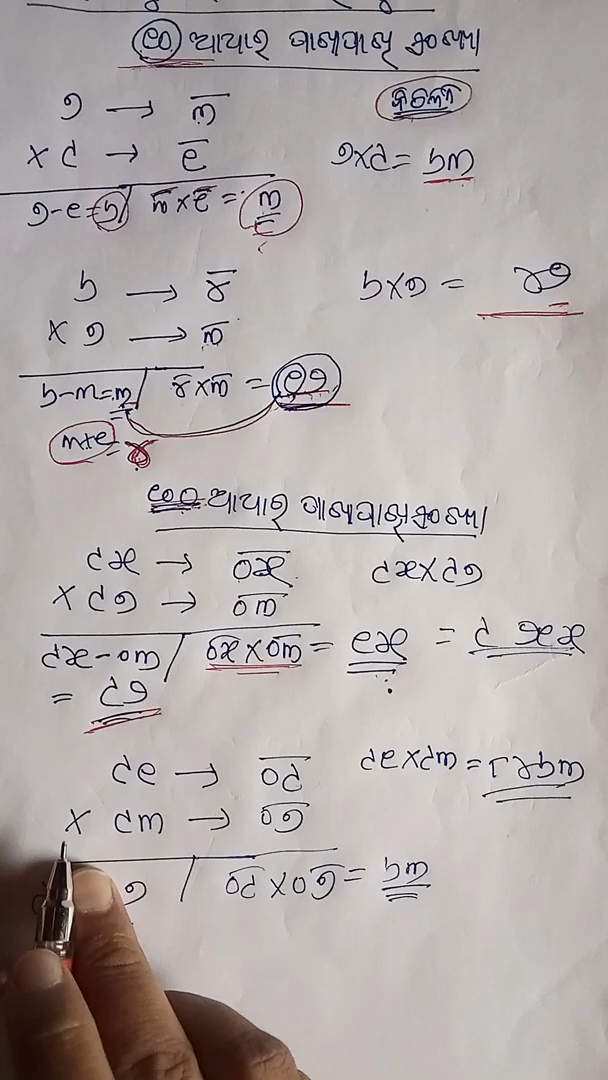 ୧୦ ଆଧାର ପାଖାପାଖି
୭ → ୩̅
× ୯ → ୧̅ ୭×୯= ୬୩
୭-୧=୬/ ୩̅×୧̅ = ୩
୬ → ୪̅
× ୭ → ୩̅ ୬×୭ = ୪୨
୬-୩=୩/ ୪̅×୩̅ = ୧୨
୩+୧=୪
୧୦୦ ଆଧାର ପାଖାପାଖି
୯୫ → ୦୫̅ ୯୫×୯୭
× ୯୭ → ୦୩̅
୯୫-୦୩/ ୦୫̅×୦୩̅ = ୧୫ = ୯୨୧୫
= ୯୨
୯୧ → ୦୯̅ ୯୧×୯୩=୮୪୬୩
× ୯୩ → ୦୭̅
/ ୦୯̅×୦୭̅ = ୬୩